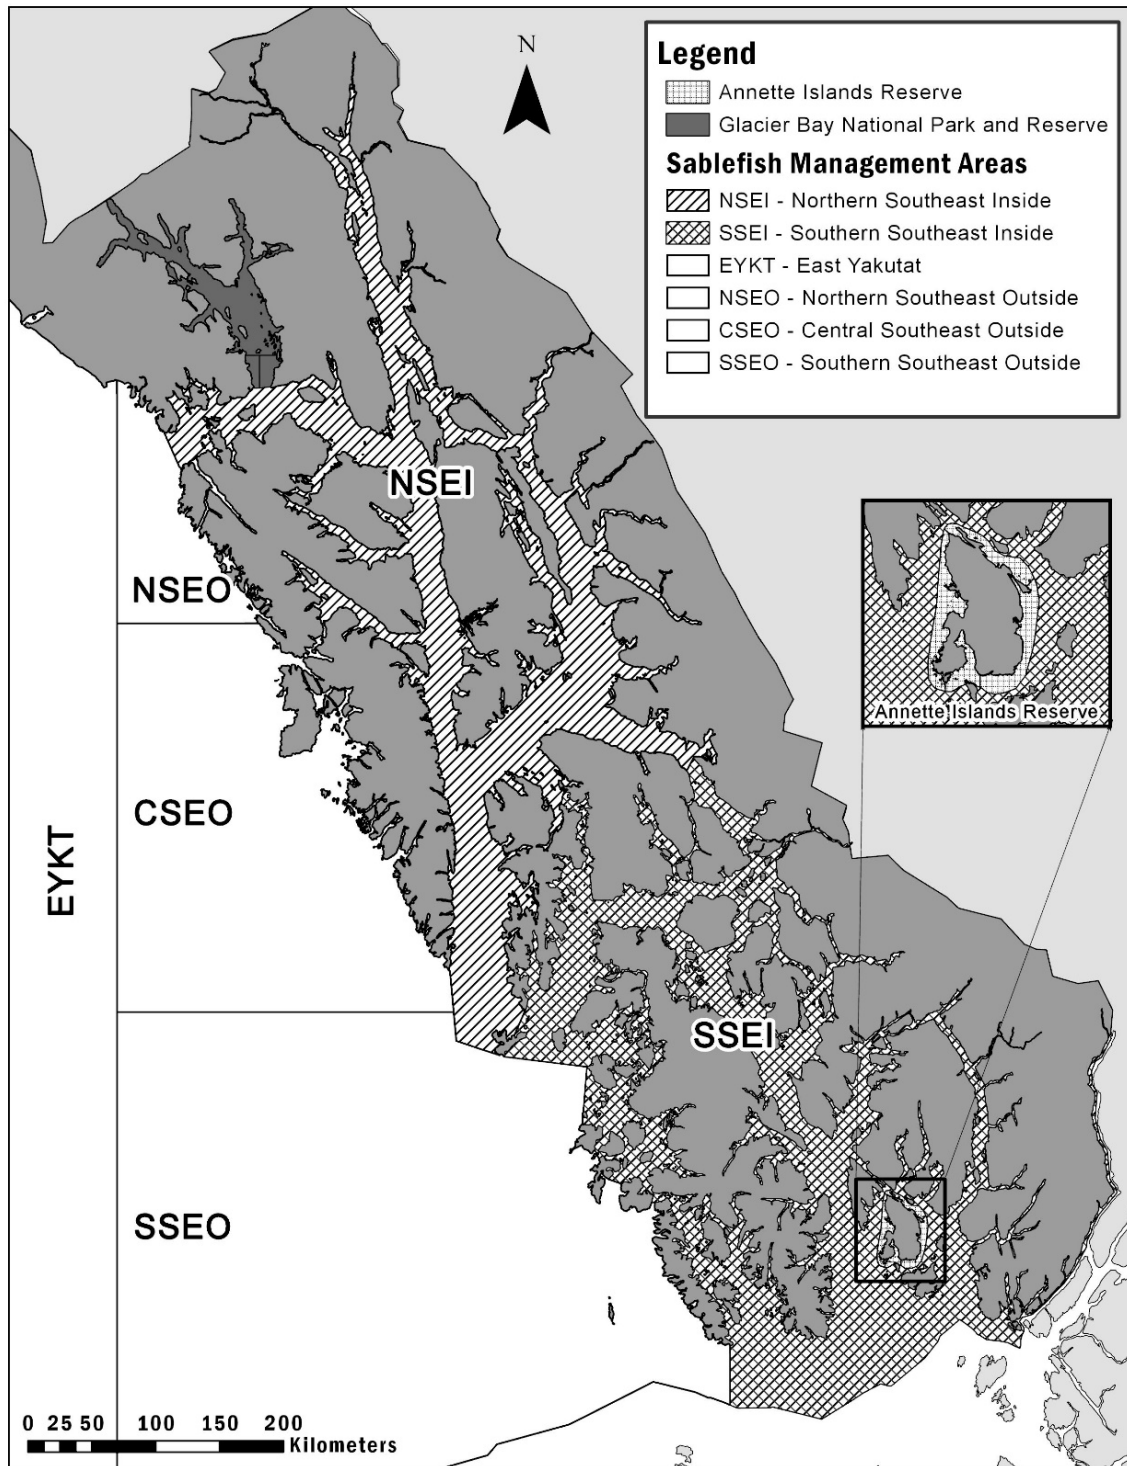 N
Legend
Annette Islands Reserve
Glacier Bay National Park and Reserve
Sablefish Management Areas
NSEI - Northern Southeast Inside
SSEI - Southern Southeast Inside
EYKT - East Yakutat
NSEO - Northern Southeast Outside
CSEO - Central Southeast Outside
SSEO - Southern Southeast Outside
NSEI
NSEO
Annette Islands Reserve
CSEO
EYKT
SSEI
SSEO
0 25 50 100 150 200
Kilometers